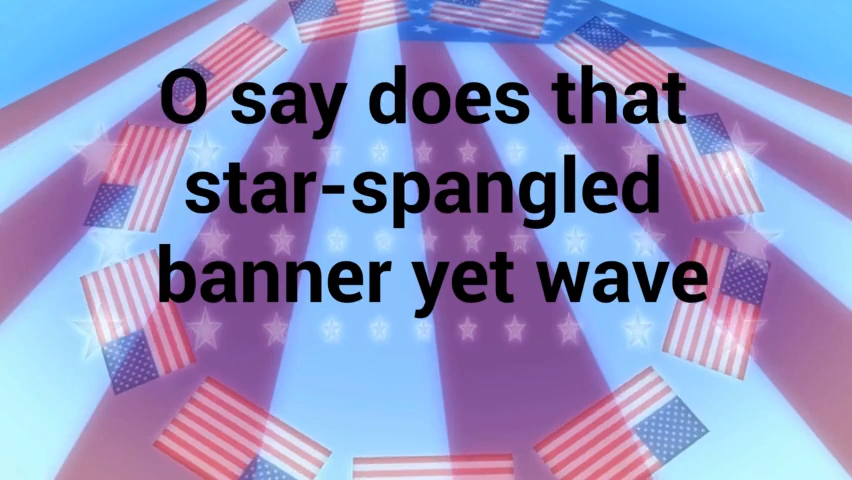 O say does that
star-spangled
banner yet wave